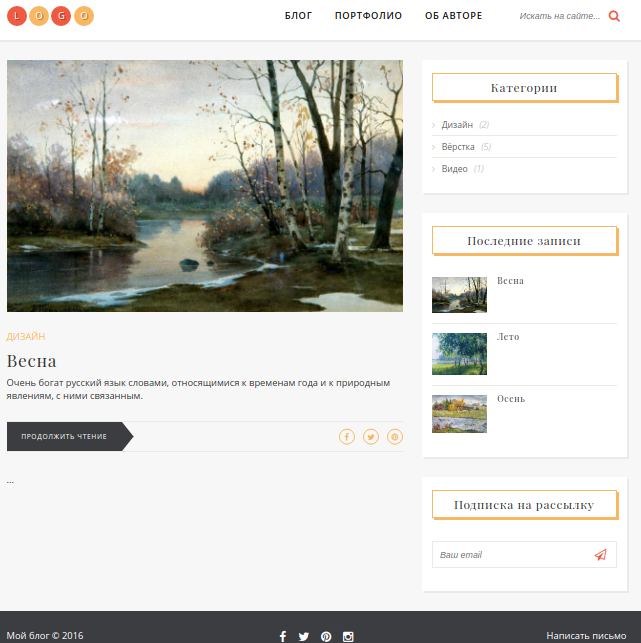 LOGO
БЛОГ ПОРТФОЛИО ОБ АВТОРЕ
Искать на сайте...
ДИЗАЙН
Весна
Очень богат русский язык словами, относящимися к временам года и к природным
явлениям, с ними связанным.
ПРОДОЛЖИТЬ ЧТЕНИЕ
...
Категории
Дизайн (2)
Вёрстка (5)
Видео (1)
Последние записи
Весна
Лето
Осень
Подписка на рассылку
Ваш email
Мой блог © 2016
Написать письмо